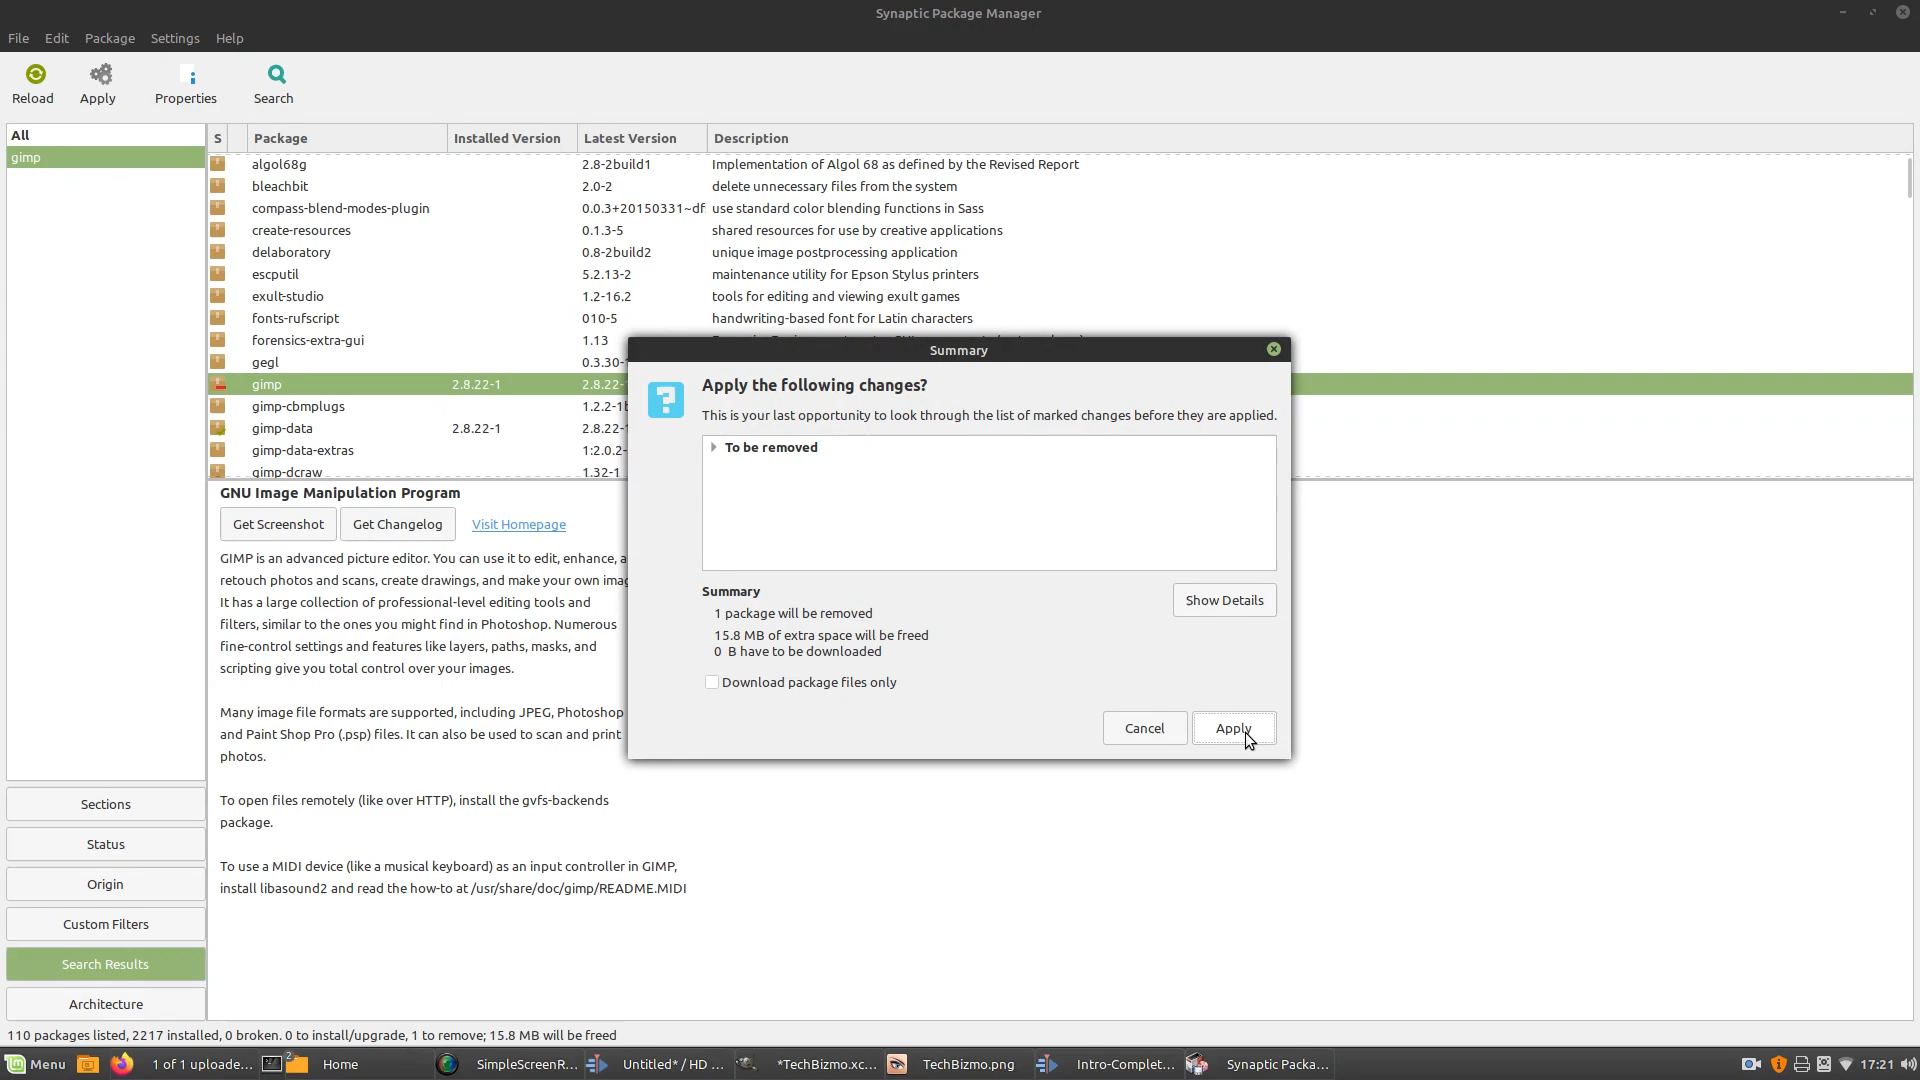 Synaptic Package Manager
File Edit Package Settings Help
Reload Apply Properties Search
All
gimp
S Package Installed Version Latest Version Description
algol68g 2.8-2build1 Implementation of Algol 68 as defined by the Revised Report
bleachbit 2.0-2 delete unnecessary files from the system
compass-blend-modes-plugin 0.0.3+20150331~df use standard color blending functions in Sass
create-resources 0.1.3-5 shared resources for use by creative applications
delaboratory 0.8-2build2 unique image postprocessing application
escputil 5.2.13-2 maintenance utility for Epson Stylus printers
exult-studio 1.2-16.2 tools for editing and viewing exult games
fonts-rufscript 010-5 handwriting-based font for Latin characters
forensics-extra-gui 1.13
gegl 0.3.30-
gimp 2.8.22-1 2.8.22-
gimp-cbmplugs 1.2.2-1b
gimp-data 2.8.22-1 2.8.22-
gimp-data-extras 1:2.0.2-
gimp-dcraw 1.32-1
GNU Image Manipulation Program
Get Screenshot Get Changelog Visit Homepage
GIMP is an advanced picture editor. You can use it to edit, enhance, a
retouch photos and scans, create drawings, and make your own imag
It has a large collection of professional-level editing tools and
filters, similar to the ones you might find in Photoshop. Numerous
fine-control settings and features like layers, paths, masks, and
scripting give you total control over your images.
Many image file formats are supported, including JPEG, Photoshop
and Paint Shop Pro (.psp) files. It can also be used to scan and print
photos.
To open files remotely (like over HTTP), install the gvfs-backends
package.
To use a MIDI device (like a musical keyboard) as an input controller in GIMP,
install libasound2 and read the how-to at /usr/share/doc/gimp/README.MIDI
Summary
Apply the following changes?
This is your last opportunity to look through the list of marked changes before they are applied.
To be removed
Summary
1 package will be removed
15.8 MB of extra space will be freed
0 B have to be downloaded
Show Details
Download package files only
Cancel Apply
Sections
Status
Origin
Custom Filters
Search Results
Architecture
110 packages listed, 2217 installed, 0 broken. 0 to install/upgrade, 1 to remove; 15.8 MB will be freed
Menu 1 of 1 uploade... 2 Home SimpleScreenR... Untitled* / HD ... *TechBizmo.xc... TechBizmo.png Intro-Complet... Synaptic Packa... 17:21